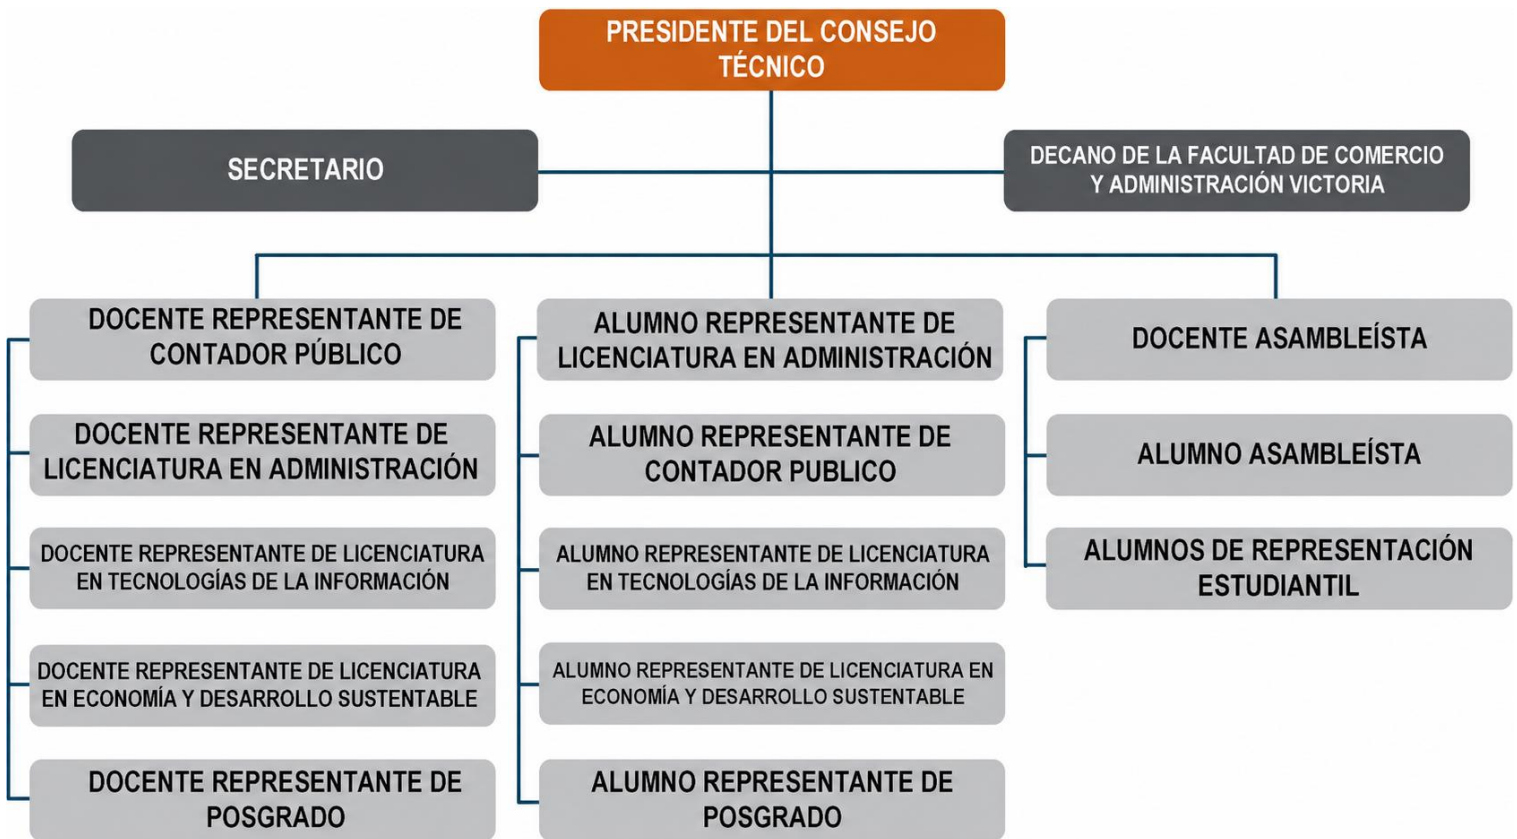 PRESIDENTE DEL CONSEJO
TÉCNICO
SECRETARIO
DECANO DE LA FACULTAD DE COMERCIO
Y ADMINISTRACIÓN VICTORIA
DOCENTE REPRESENTANTE DE
CONTADOR PÚBLICO
DOCENTE REPRESENTANTE DE
LICENCIATURA EN ADMINISTRACIÓN
DOCENTE REPRESENTANTE DE LICENCIATURA
EN TECNOLOGÍAS DE LA INFORMACIÓN
DOCENTE REPRESENTANTE DE LICENCIATURA
EN ECONOMÍA Y DESARROLLO SUSTENTABLE
DOCENTE REPRESENTANTE DE
POSGRADO
ALUMNO REPRESENTANTE DE
LICENCIATURA EN ADMINISTRACIÓN
ALUMNO REPRESENTANTE DE
CONTADOR PUBLICO
ALUMNO REPRESENTANTE DE LICENCIATURA
EN TECNOLOGÍAS DE LA INFORMACIÓN
ALUMNO REPRESENTANTE DE LICENCIATURA EN
ECONOMÍA Y DESARROLLO SUSTENTABLE
ALUMNO REPRESENTANTE DE
POSGRADO
DOCENTE ASAMBLEÍSTA
ALUMNO ASAMBLEÍSTA
ALUMNOS DE REPRESENTACIÓN
ESTUDIANTIL